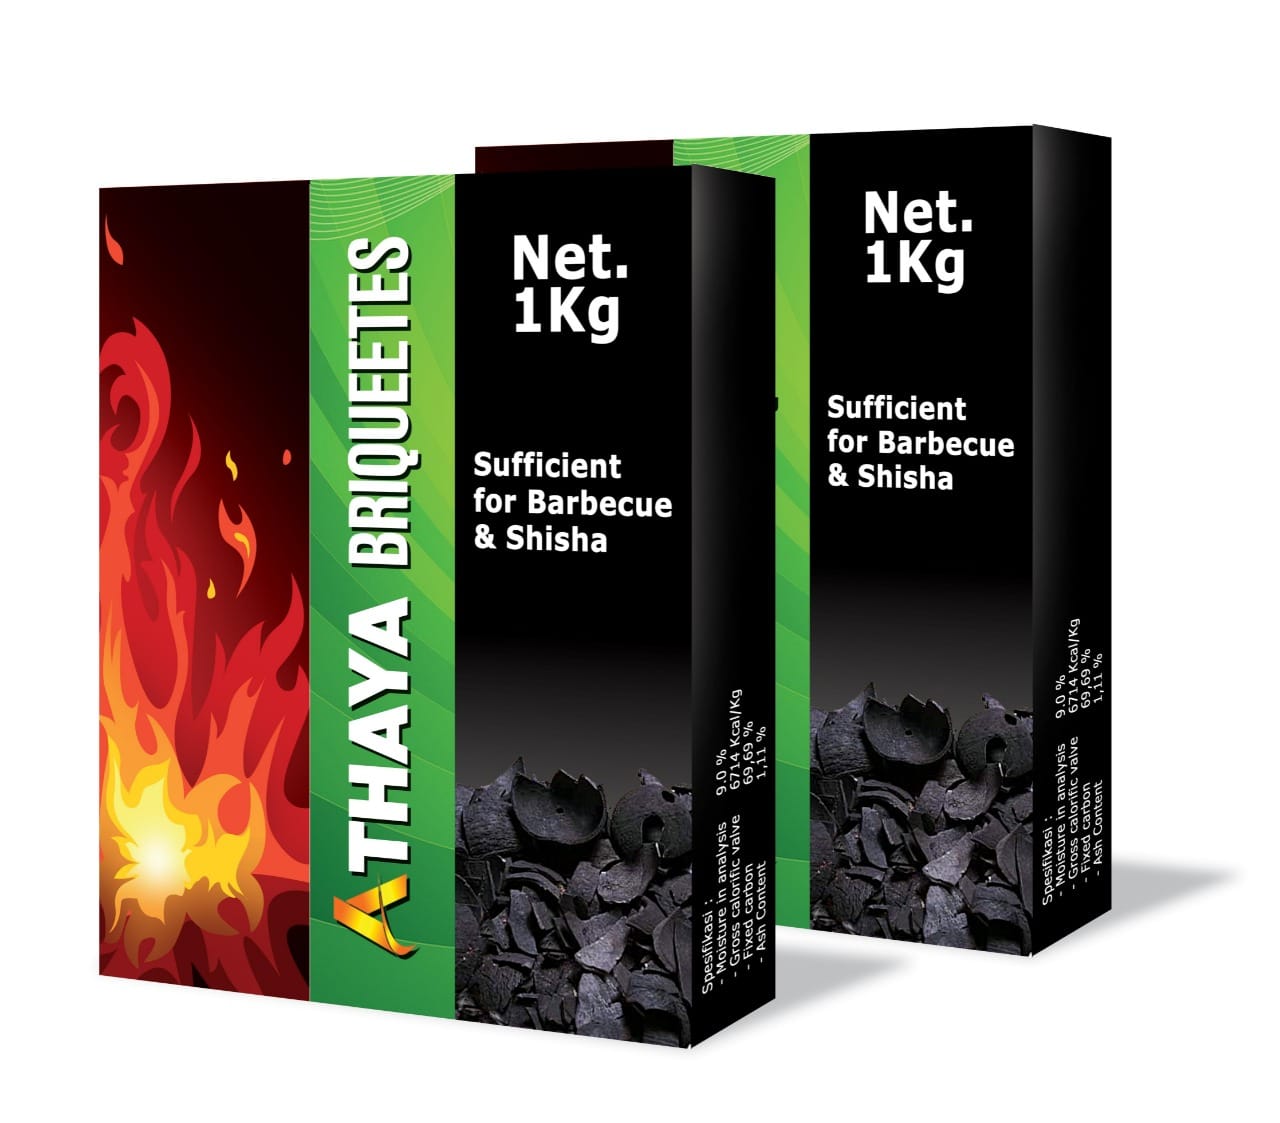 ATHAYA BRIQUEETES
Net.
1Kg
Sufficient
for Barbecue
& Shisha
Spesifikasi :
- Moisture in analysis 9.0 %
- Gross calorific valve 6714 Kcal/Kg
- Fixed carbon 69,69 %
- Ash Content 1,11 %
Net.
1Kg
Sufficient
for Barbecue
& Shisha
Spesifikasi :
- Moisture in analysis 9.0 %
- Gross calorific valve 6714 Kcal/Kg
- Fixed carbon 69,69 %
- Ash Content 1,11 %